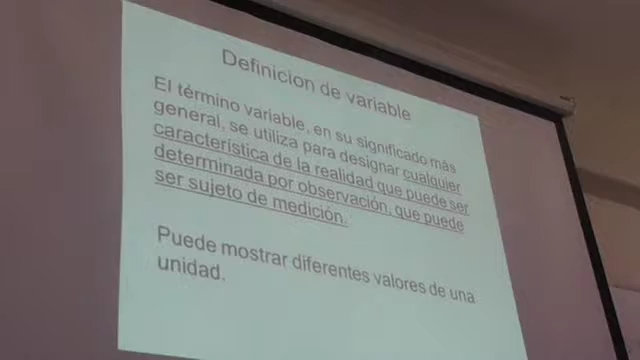 Definicion de variable
El término variable, en su significado más
general, se utiliza para designar cualquier
característica de la realidad que puede ser
determinada por observación, que puede
ser sujeto de medición.
Puede mostrar diferentes valores de una
unidad.